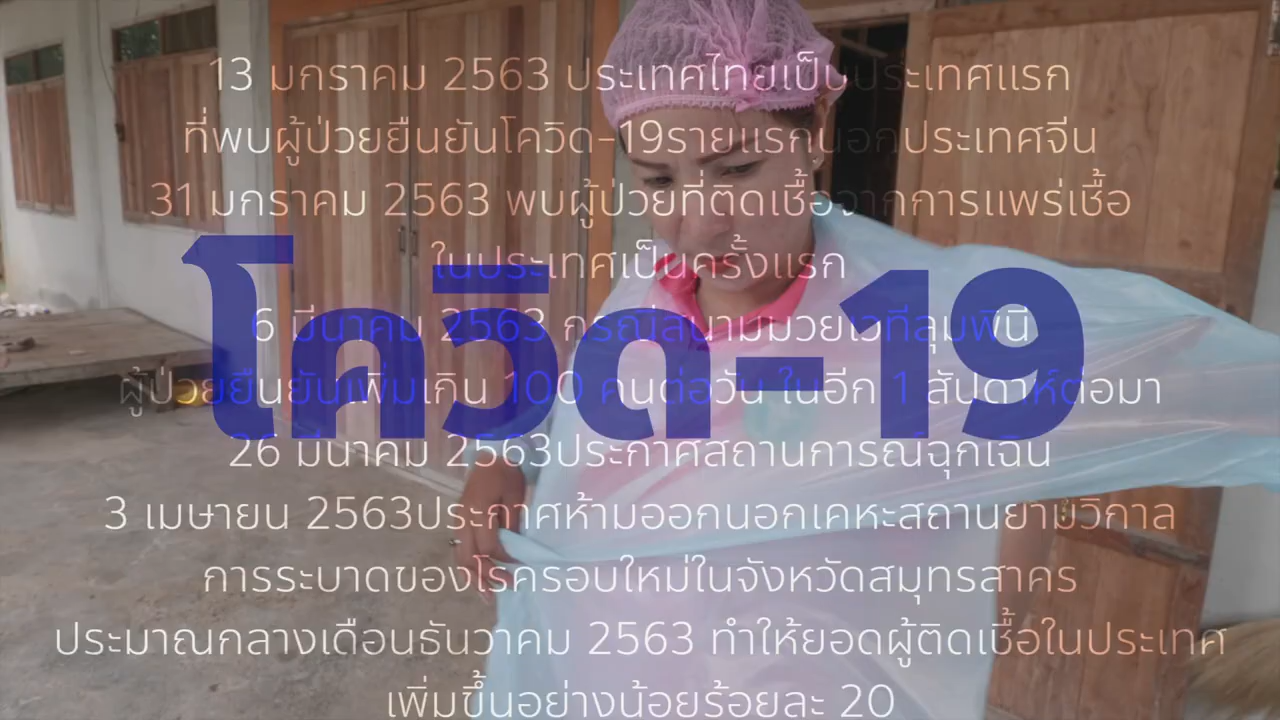 13 มกราคม 2563 ประเทศไทยเป็นประเทศแรก
ที่พบผู้ป่วยยืนยันโควิด-19รายแรกนอกประเทศจีน
31 มกราคม 2563 พบผู้ป่วยที่ติดเชื้อจากการแพร่เชื้อ
ในประเทศเป็นครั้งแรก
โควิด-19
6 มีนาคม 2563 กรณีสนามมวยเวทีลุมพินี
ผู้ป่วยยืนยันเพิ่มเกิน 100 คนต่อวัน ในอีก 1 สัปดาห์ต่อมา
26 มีนาคม 2563ประกาศสถานการณ์ฉุกเฉิน
3 เมษายน 2563ประกาศห้ามออกนอกเคหะสถานยามวิกาล
การระบาดของโรครอบใหม่ในจังหวัดสมุทรสาคร
ประมาณกลางเดือนธันวาคม 2563 ทำให้ยอดผู้ติดเชื้อในประเทศ
เพิ่มขึ้นอย่างน้อยร้อยละ 20